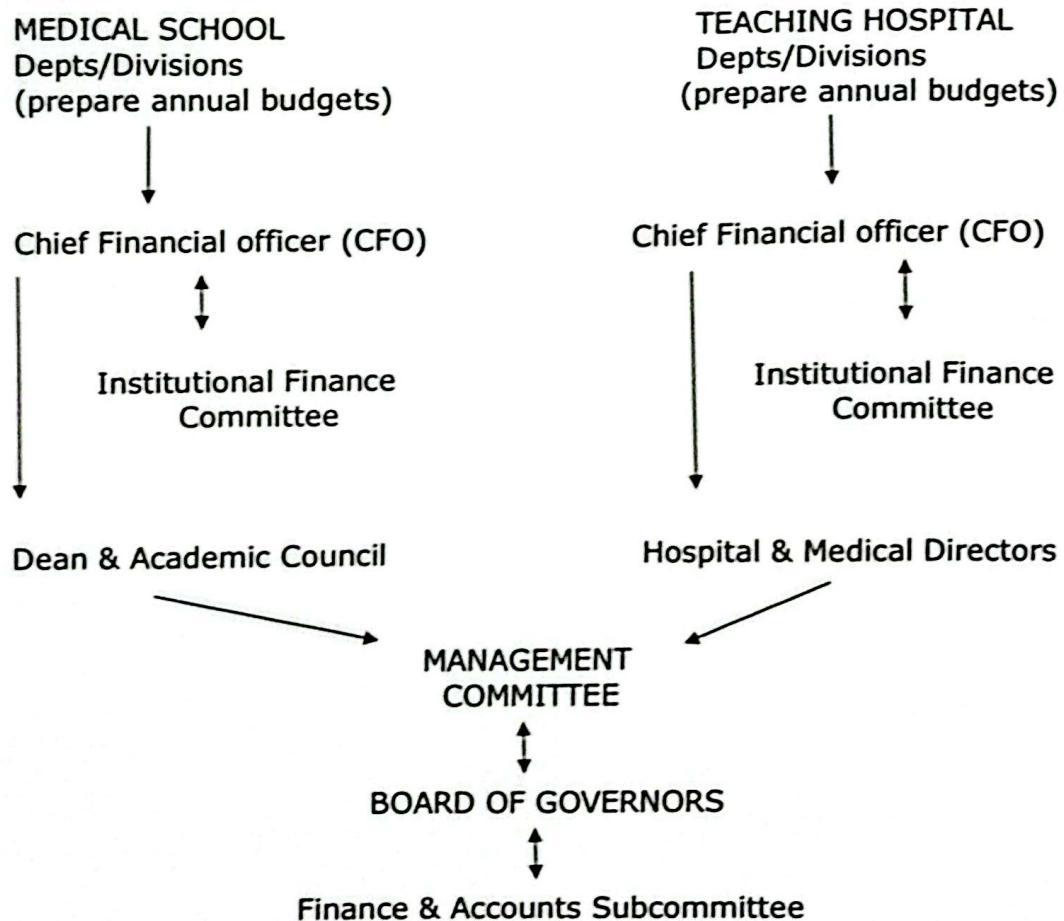 MEDICAL SCHOOL
Depts/Divisions
(prepare annual budgets)
TEACHING HOSPITAL
Depts/Divisions
(prepare annual budgets)
Chief Financial officer (CFO)
Chief Financial officer (CFO)
Institutional Finance
Committee
Institutional Finance
Committee
Dean & Academic Council
Hospital & Medical Directors
MANAGEMENT
COMMITTEE
BOARD OF GOVERNORS
Finance & Accounts Subcommittee